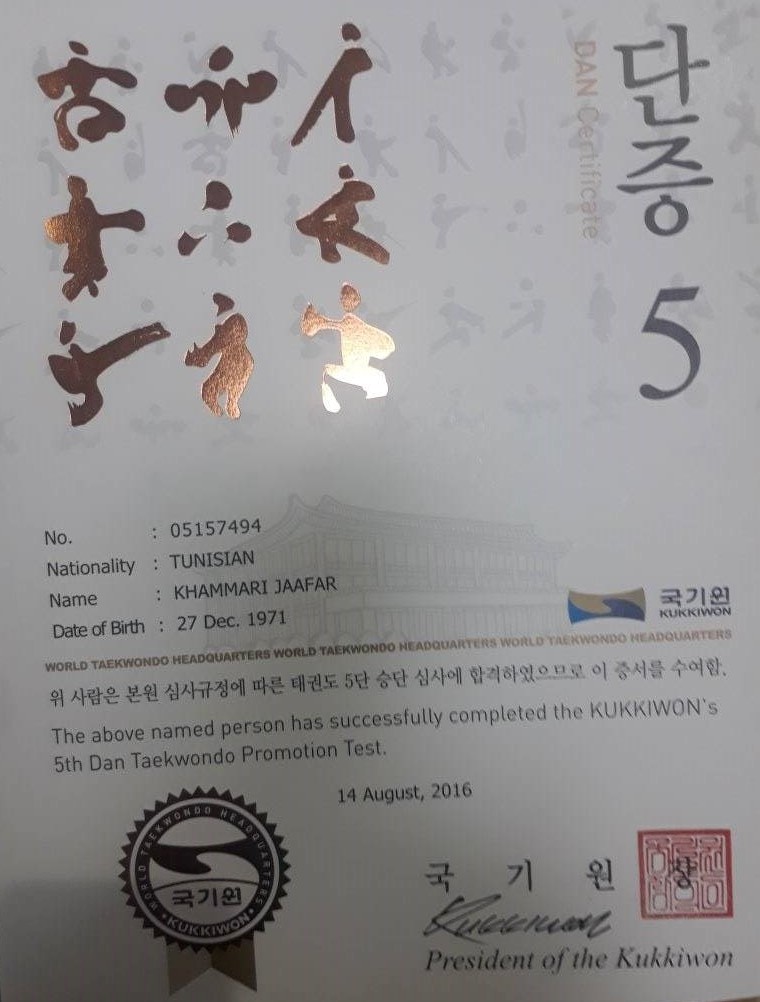 단증 5
DAN Certificate
No. : 05157494
Nationality : TUNISIAN
Name : KHAMMARI JAAFAR
Date of Birth : 27 Dec. 1971
국기원
KUKKIWON
WORLD TAEKWONDO HEADQUARTERS WORLD TAEKWONDO HEADQUARTERS WORLD TAEKWONDO HEADQUARTERS
위 사람은 본원 심사규정에 따른 태권도 5단 승단 심사에 합격하였으므로 이 증서를 수여함.
The above named person has successfully completed the KUKKIWON's
5th Dan Taekwondo Promotion Test.
14 August, 2016
WORLD TAEKWONDO HEADQUARTERS
국기원
·KUKKIWON·
국 기 원 장
Kukkiwon
President of the Kukkiwon